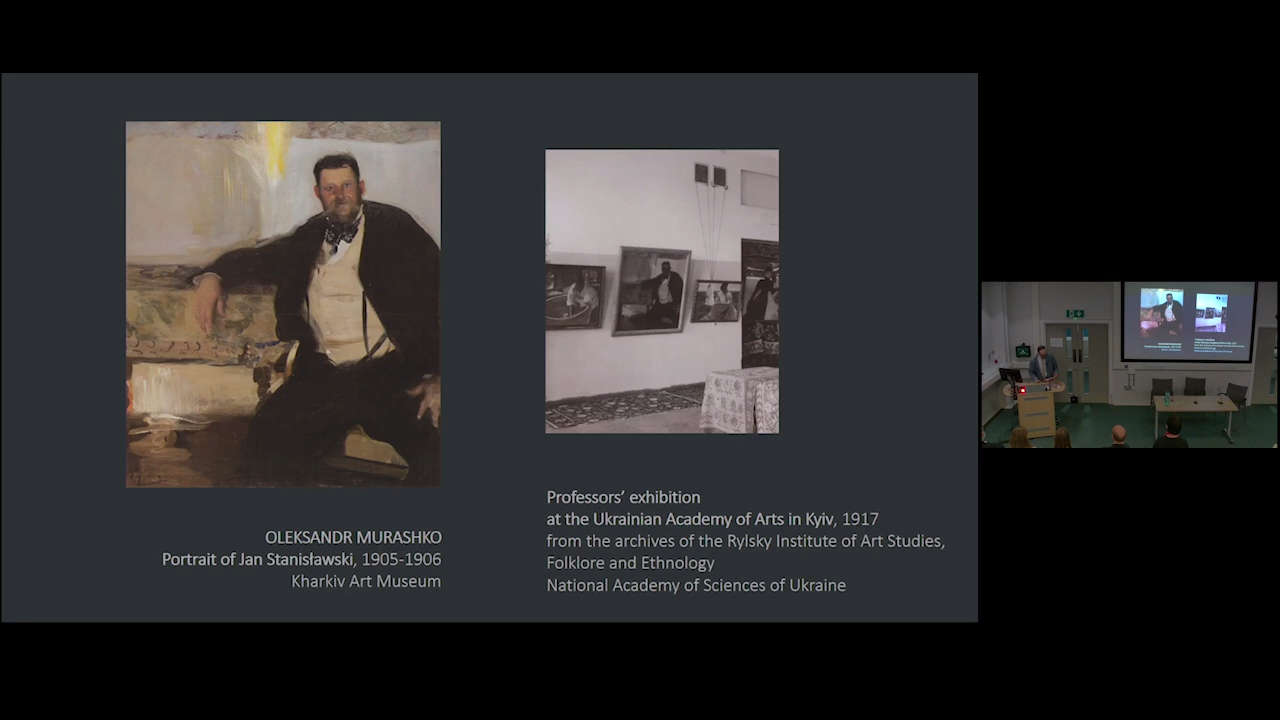 OLEKSANDR MURASHKO
Portrait of Jan Stanisławski, 1905-1906
Kharkiv Art Museum
Professors’ exhibition
at the Ukrainian Academy of Arts in Kyiv, 1917
from the archives of the Rylsky Institute of Art Studies,
Folklore and Ethnology
National Academy of Sciences of Ukraine